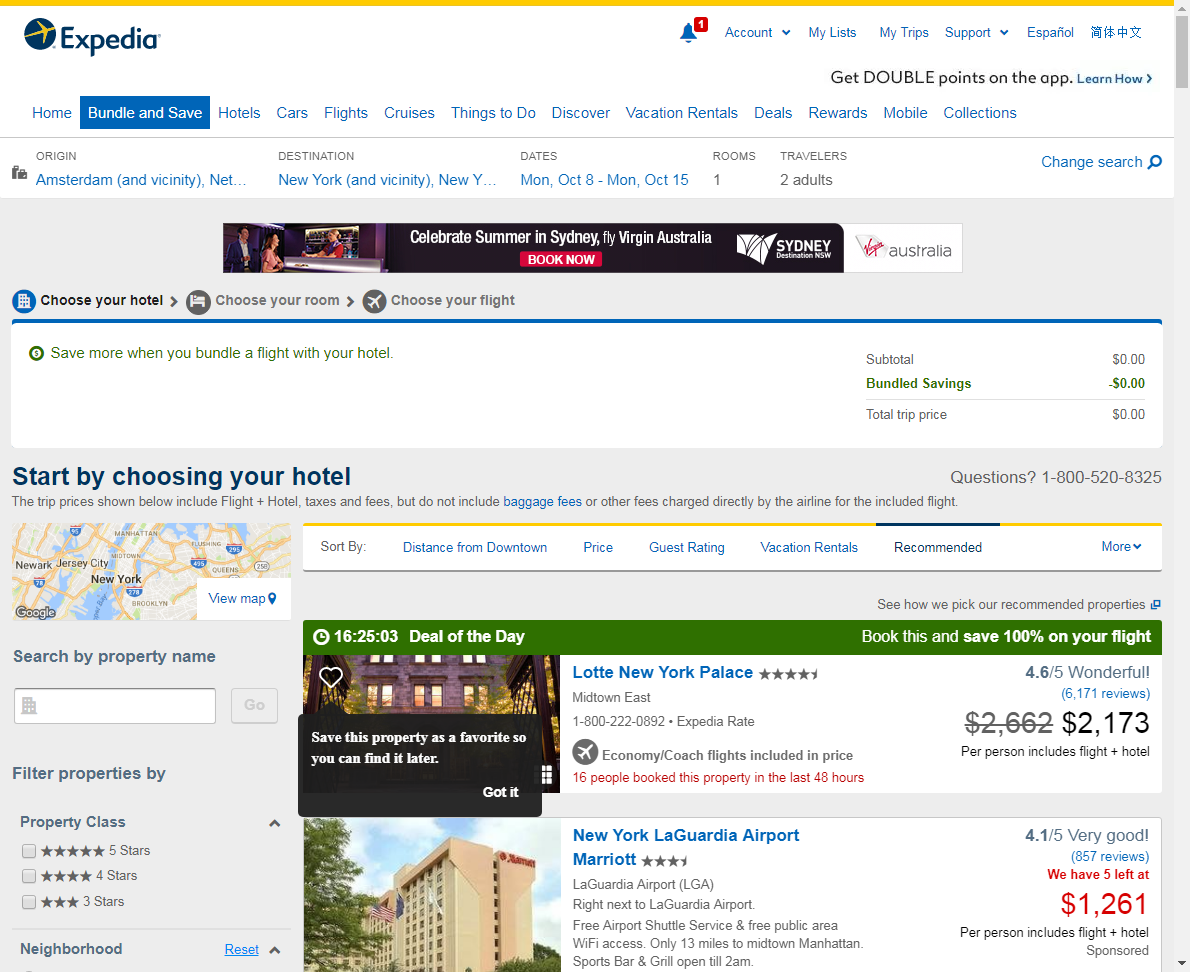 Expedia
1
Account
My Lists
My Trips
Support
Español
简体中文
Get DOUBLE points on the app. Learn How
Home
Bundle and Save
Hotels
Cars
Flights
Cruises
Things to Do
Discover
Vacation Rentals
Deals
Rewards
Mobile
Collections
ORIGIN
Amsterdam (and vicinity), Net...
DESTINATION
New York (and vicinity), New Y...
DATES
Mon, Oct 8 - Mon, Oct 15
ROOMS
1
TRAVELERS
2 adults
Change search
Celebrate Summer in Sydney, fly Virgin Australia
BOOK NOW
SYDNEY
Destination NSW
Virgin australia
Choose your hotel
Choose your room
Choose your flight
Save more when you bundle a flight with your hotel.
Subtotal $0.00
Bundled Savings -$0.00
Total trip price $0.00
Start by choosing your hotel
Questions? 1-800-520-8325
The trip prices shown below include Flight + Hotel, taxes and fees, but do not include baggage fees or other fees charged directly by the airline for the included flight.
95
MANHATTAN
FLUSHING
295
Newark
Jersey City
MIDTOWN
495
QUEENS
258
78
New York
278
BROOKLYN
Google
View map
Search by property name
Go
Filter properties by
Property Class
5 Stars
4 Stars
3 Stars
Neighborhood
Reset
Sort By:
Distance from Downtown
Price
Guest Rating
Vacation Rentals
Recommended
More
See how we pick our recommended properties
16:25:03 Deal of the Day
Book this and save 100% on your flight
Save this property as a favorite so
you can find it later.
Got it
Lotte New York Palace
Midtown East
1-800-222-0892 • Expedia Rate
Economy/Coach flights included in price
16 people booked this property in the last 48 hours
4.6/5 Wonderful!
(6,171 reviews)
$2,662 $2,173
Per person includes flight + hotel
Marriott
New York LaGuardia Airport
Marriott
LaGuardia Airport (LGA)
Right next to LaGuardia Airport.
Free Airport Shuttle Service & free public area
WiFi access. Only 13 miles to midtown Manhattan.
Sports Bar & Grill open till 2am.
4.1/5 Very good!
(857 reviews)
We have 5 left at
$1,261
Per person includes flight + hotel
Sponsored